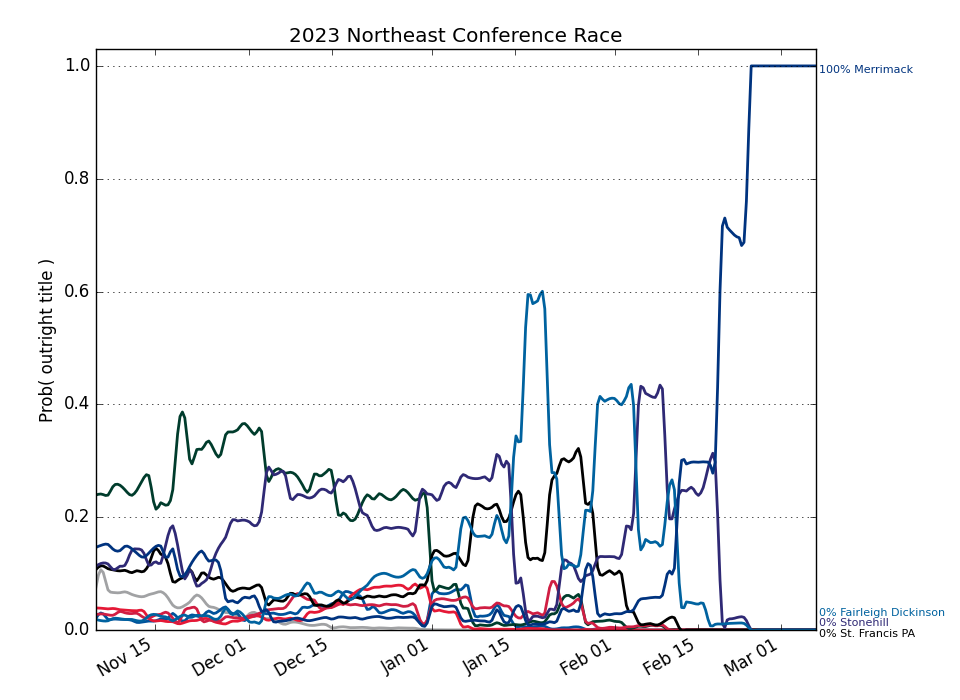 2023 Northeast Conference Race
Prob( outright title )
1.0
0.8
0.6
0.4
0.2
0.0
Nov 15
Dec 01
Dec 15
Jan 01
Jan 15
Feb 01
Feb 15
Mar 01
100% Merrimack
0% Fairleigh Dickinson
0% Stonehill
0% St. Francis PA